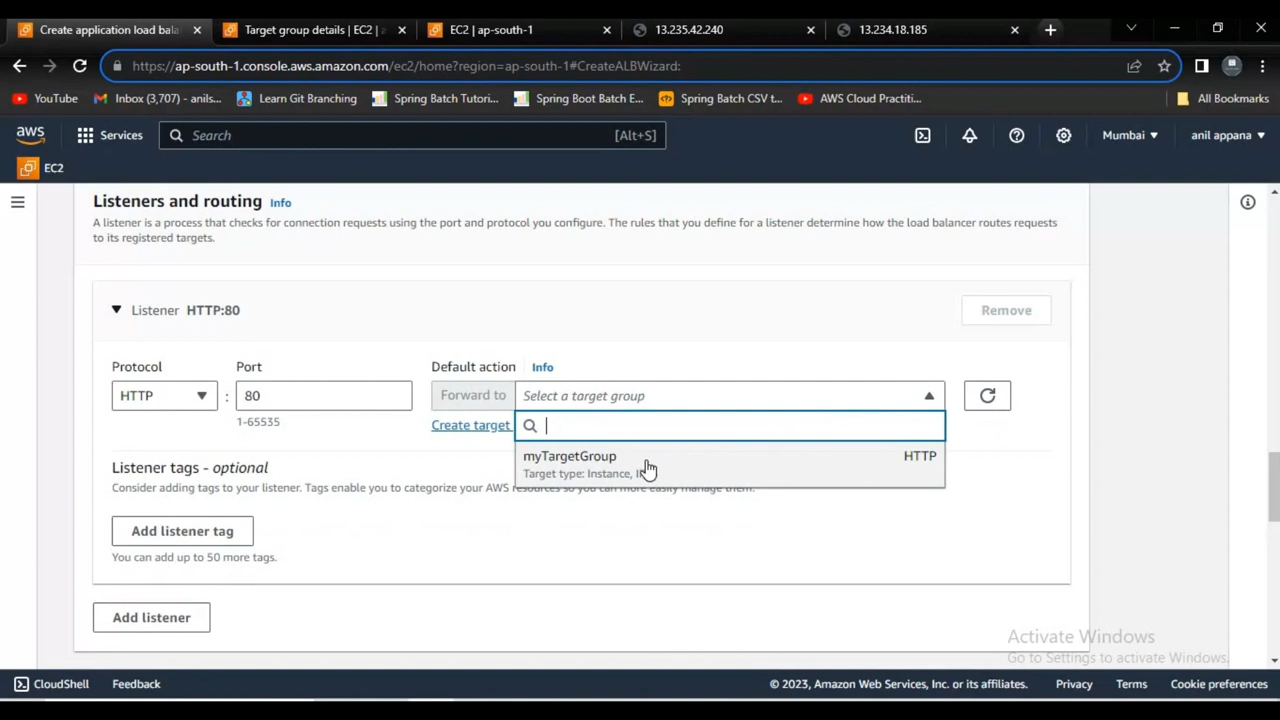 Create application load bala
Target group details | EC2 | a
EC2 | ap-south-1
13.235.42.240
13.234.18.185
https://ap-south-1.console.aws.amazon.com/ec2/home?region=ap-south-1#CreateALBWizard:
YouTube
Inbox (3,707) - anils...
Learn Git Branching
Spring Batch Tutori...
Spring Boot Batch E...
Spring Batch CSV t...
AWS Cloud Practiti...
All Bookmarks
aws
Services
Search
[Alt+S]
Mumbai
anil appana
EC2
Listeners and routing Info
A listener is a process that checks for connection requests using the port and protocol you configure. The rules that you define for a listener determine how the load balancer routes requests
to its registered targets.
Listener HTTP:80
Remove
Protocol
Port
Default action Info
HTTP
:
80
Forward to
Select a target group
1-65535
Create target
myTargetGroup
HTTP
Target type: Instance,
Listener tags - optional
Consider adding tags to your listener. Tags enable you to categorize your AWS resources so you can more easily manage them.
Add listener tag
You can add up to 50 more tags.
Add listener
Activate Windows
Go to Settings to activate Windows.
CloudShell
Feedback
© 2023, Amazon Web Services, Inc. or its affiliates.
Privacy
Terms
Cookie preferences